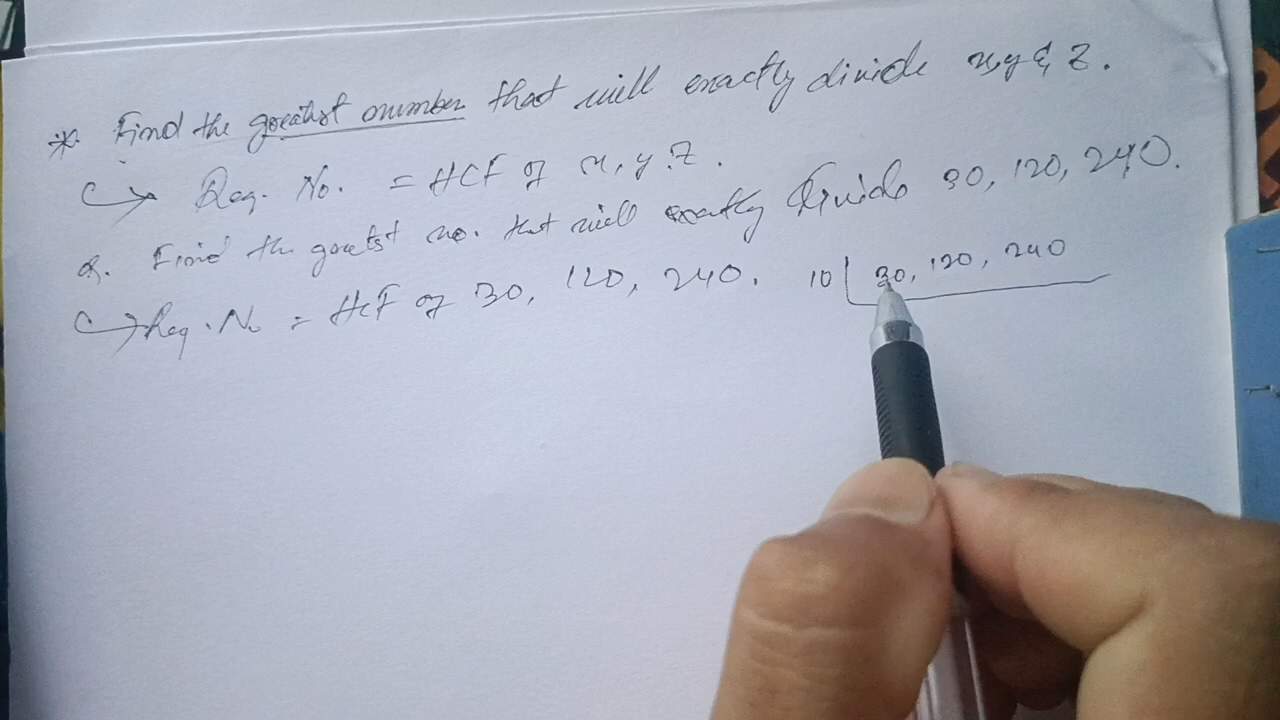 * Find the greatest number that will exactly divide x, y & z.
↳ Req. No. = HCF of x, y, z.
Q. Find the greatst no. that will exactly divide 30, 120, 240.
↳ Req. No = HCF of 30, 120, 240. 10 | 30, 120, 240